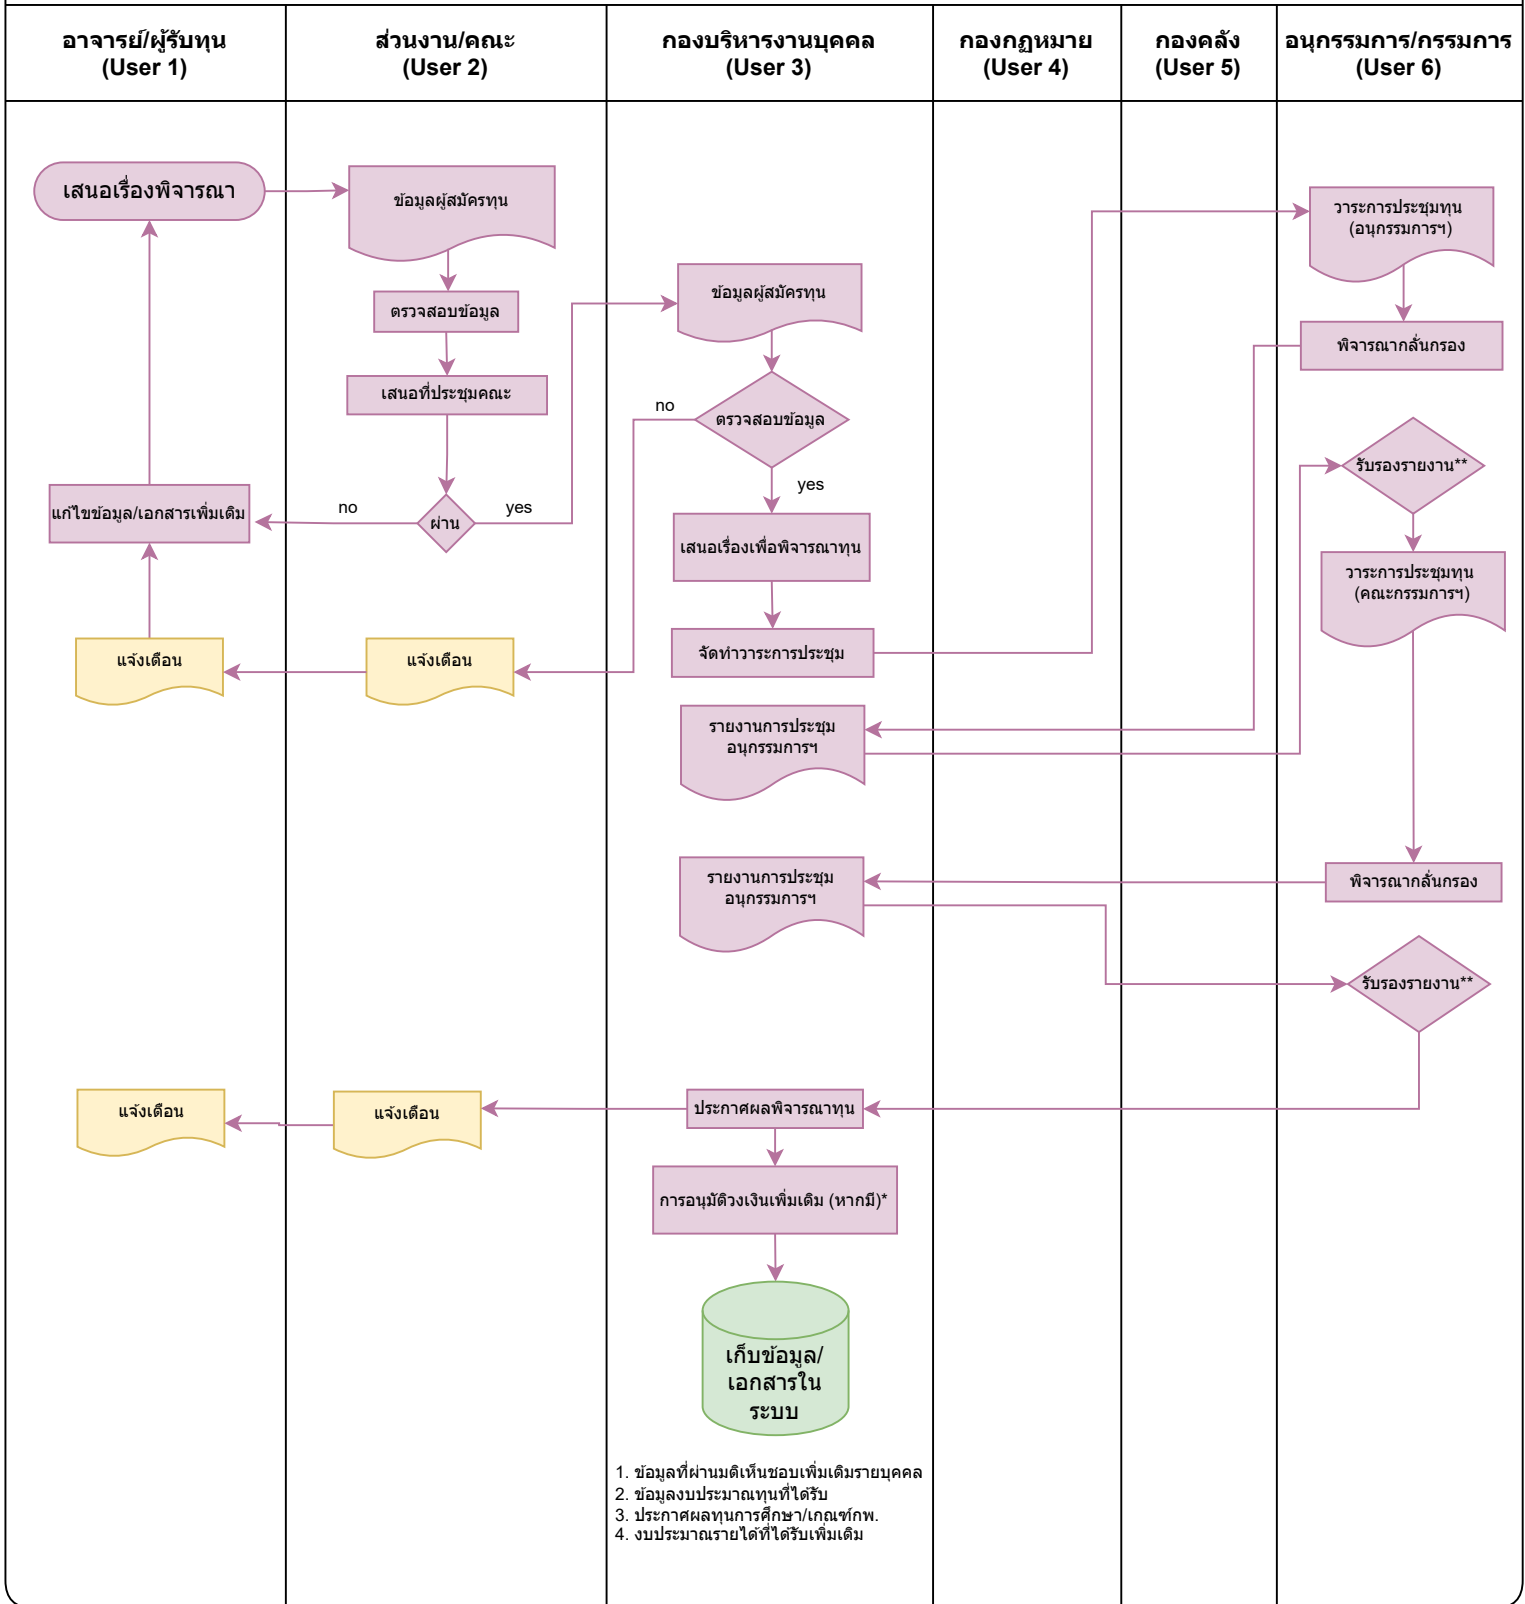 อาจารย์/ผู้รับทุน
(User 1)
ส่วนงาน/คณะ
(User 2)
กองบริหารงานบุคคล
(User 3)
กองกฎหมาย
(User 4)
กองคลัง
(User 5)
อนุกรรมการ/กรรมการ
(User 6)
เสนอเรื่องพิจารณา
ข้อมูลผู้สมัครทุน
วาระการประชุมทุน
(อนุกรรมการฯ)
ข้อมูลผู้สมัครทุน
ตรวจสอบข้อมูล
พิจารณากลั่นกรอง
เสนอที่ประชุมคณะ
no
ตรวจสอบข้อมูล
รับรองรายงาน**
yes
แก้ไขข้อมูล/เอกสารเพิ่มเติม
no
ผ่าน
yes
เสนอเรื่องเพื่อพิจารณาทุน
วาระการประชุมทุน
(คณะกรรมการฯ)
แจ้งเตือน
แจ้งเตือน
จัดทำวาระการประชุม
รายงานการประชุม
อนุกรรมการฯ
รายงานการประชุม
อนุกรรมการฯ
พิจารณากลั่นกรอง
รับรองรายงาน**
แจ้งเตือน
แจ้งเตือน
ประกาศผลพิจารณาทุน
การอนุมัติวงเงินเพิ่มเติม (หากมี)*
เก็บข้อมูล/
เอกสารใน
ระบบ
1. ข้อมูลที่ผ่านมติเห็นชอบเพิ่มเติมรายบุคคล
2. ข้อมูลงบประมาณทุนที่ได้รับ
3. ประกาศผลทุนการศึกษา/เกณฑ์กพ.
4. งบประมาณรายได้ที่ได้รับเพิ่มเติม